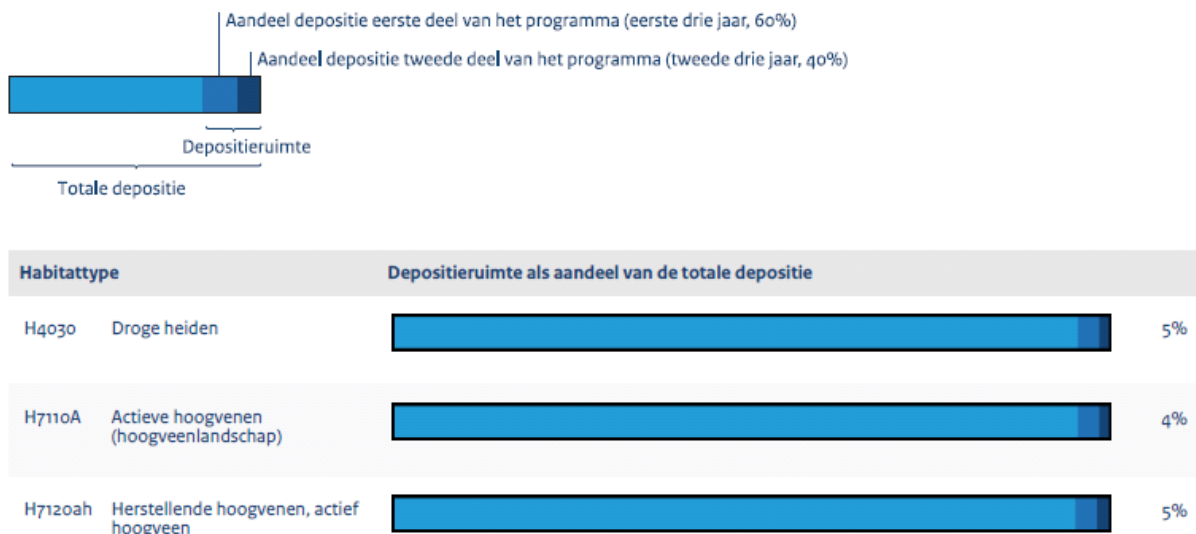 Aandeel depositie eerste deel van het programma (eerste drie jaar, 60%)
Aandeel depositie tweede deel van het programma (tweede drie jaar, 40%)
Depositieruimte
Totale depositie
Habitattype Depositieruimte als aandeel van de totale depositie
H4030 Droge heiden 5%
H7110A Actieve hoogvenen 4%
(hoogveenlandschap)
H7120ah Herstellende hoogvenen, actief 5%
hoogveen